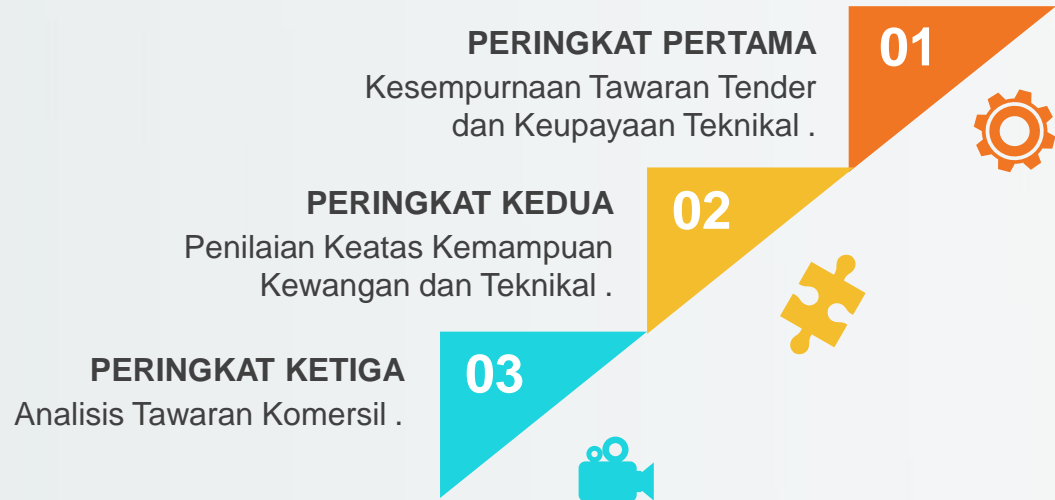 PERINGKAT PERTAMA
01
Kesempurnaan Tawaran Tender
dan Keupayaan Teknikal .
PERINGKAT KEDUA
02
Penilaian Keatas Kemampuan
Kewangan dan Teknikal .
PERINGKAT KETIGA
03
Analisis Tawaran Komersil .